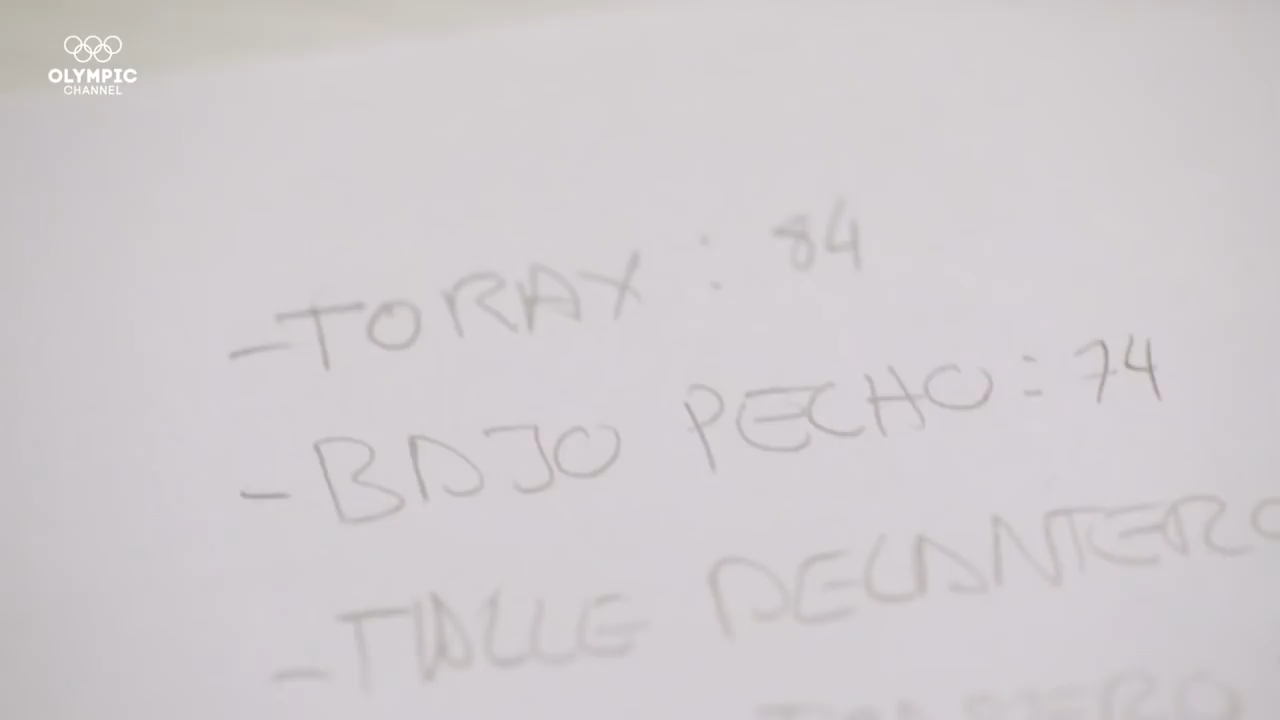 OLYMPIC
CHANNEL
- TORAX : 84
- BAJO PECHO : 74
- TALLE DELANTERO